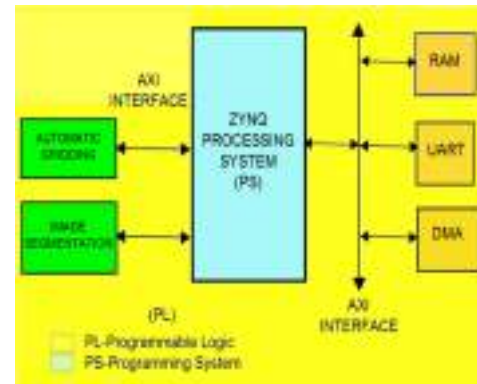 AXI
INTERFACE
AUTOMATIC
GRIDDING
IMAGE
SEGMENTATION
ZYNQ
PROCESSING
SYSTEM
(PS)
RAM
UART
DMA
AXI
INTERFACE
(PL)
PL-Programmable Logic
PS-Programming System